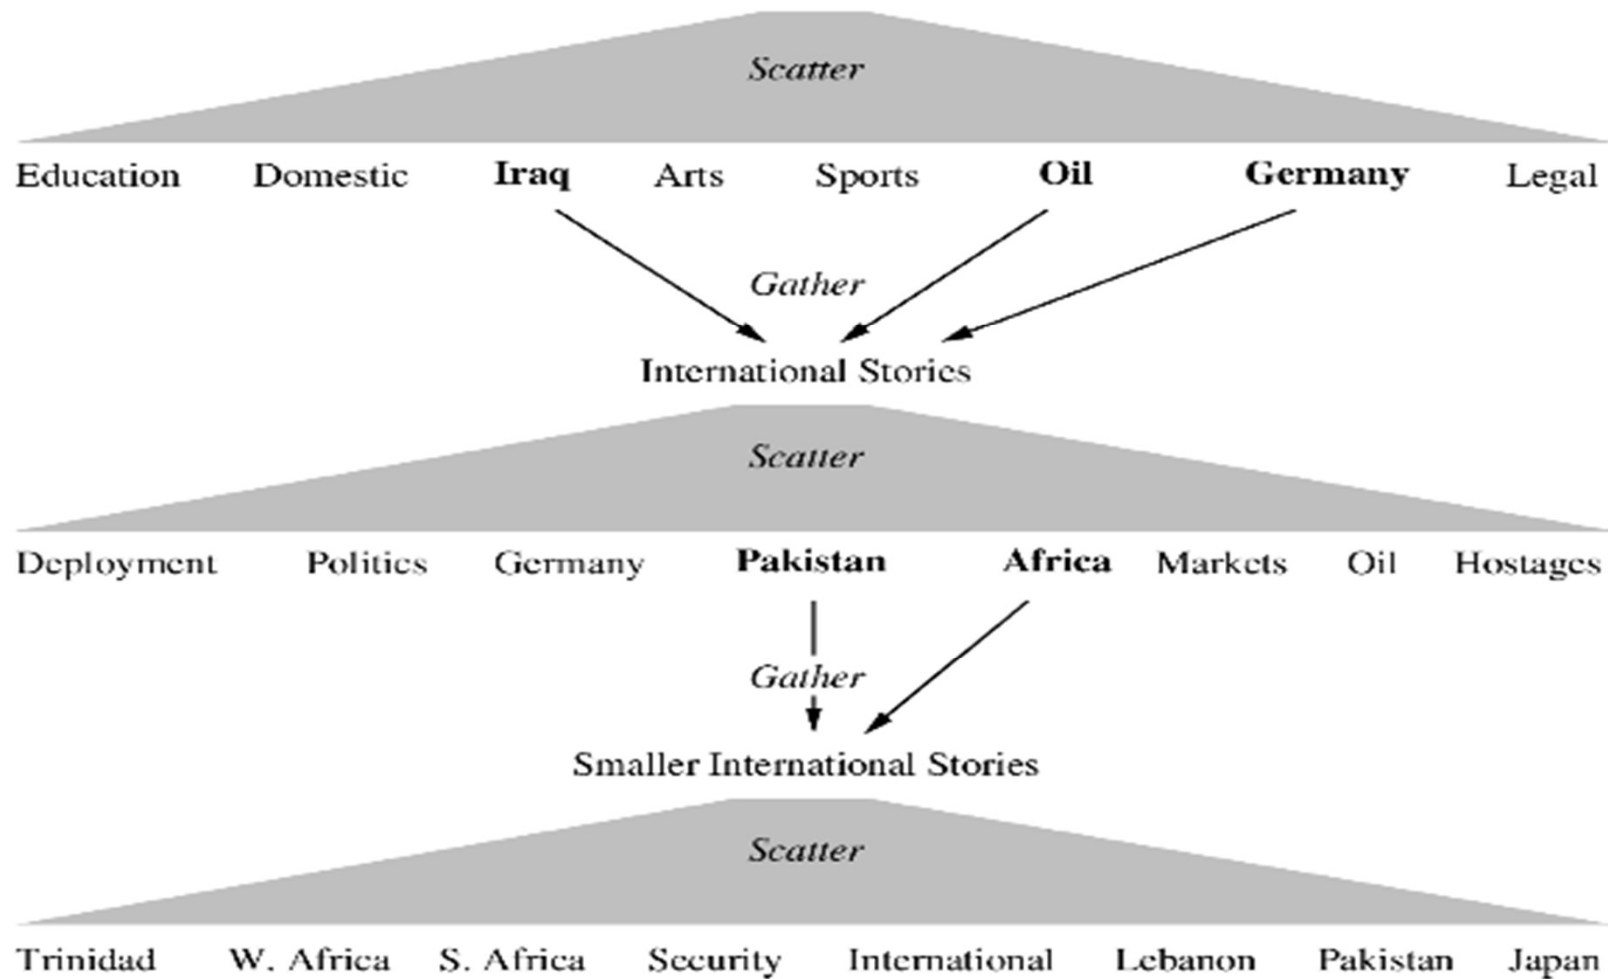 Scatter
Education Domestic Iraq Arts Sports Oil Germany Legal
Gather
International Stories
Scatter
Deployment Politics Germany Pakistan Africa Markets Oil Hostages
Gather
Smaller International Stories
Scatter
Trinidad W. Africa S. Africa Security International Lebanon Pakistan Japan